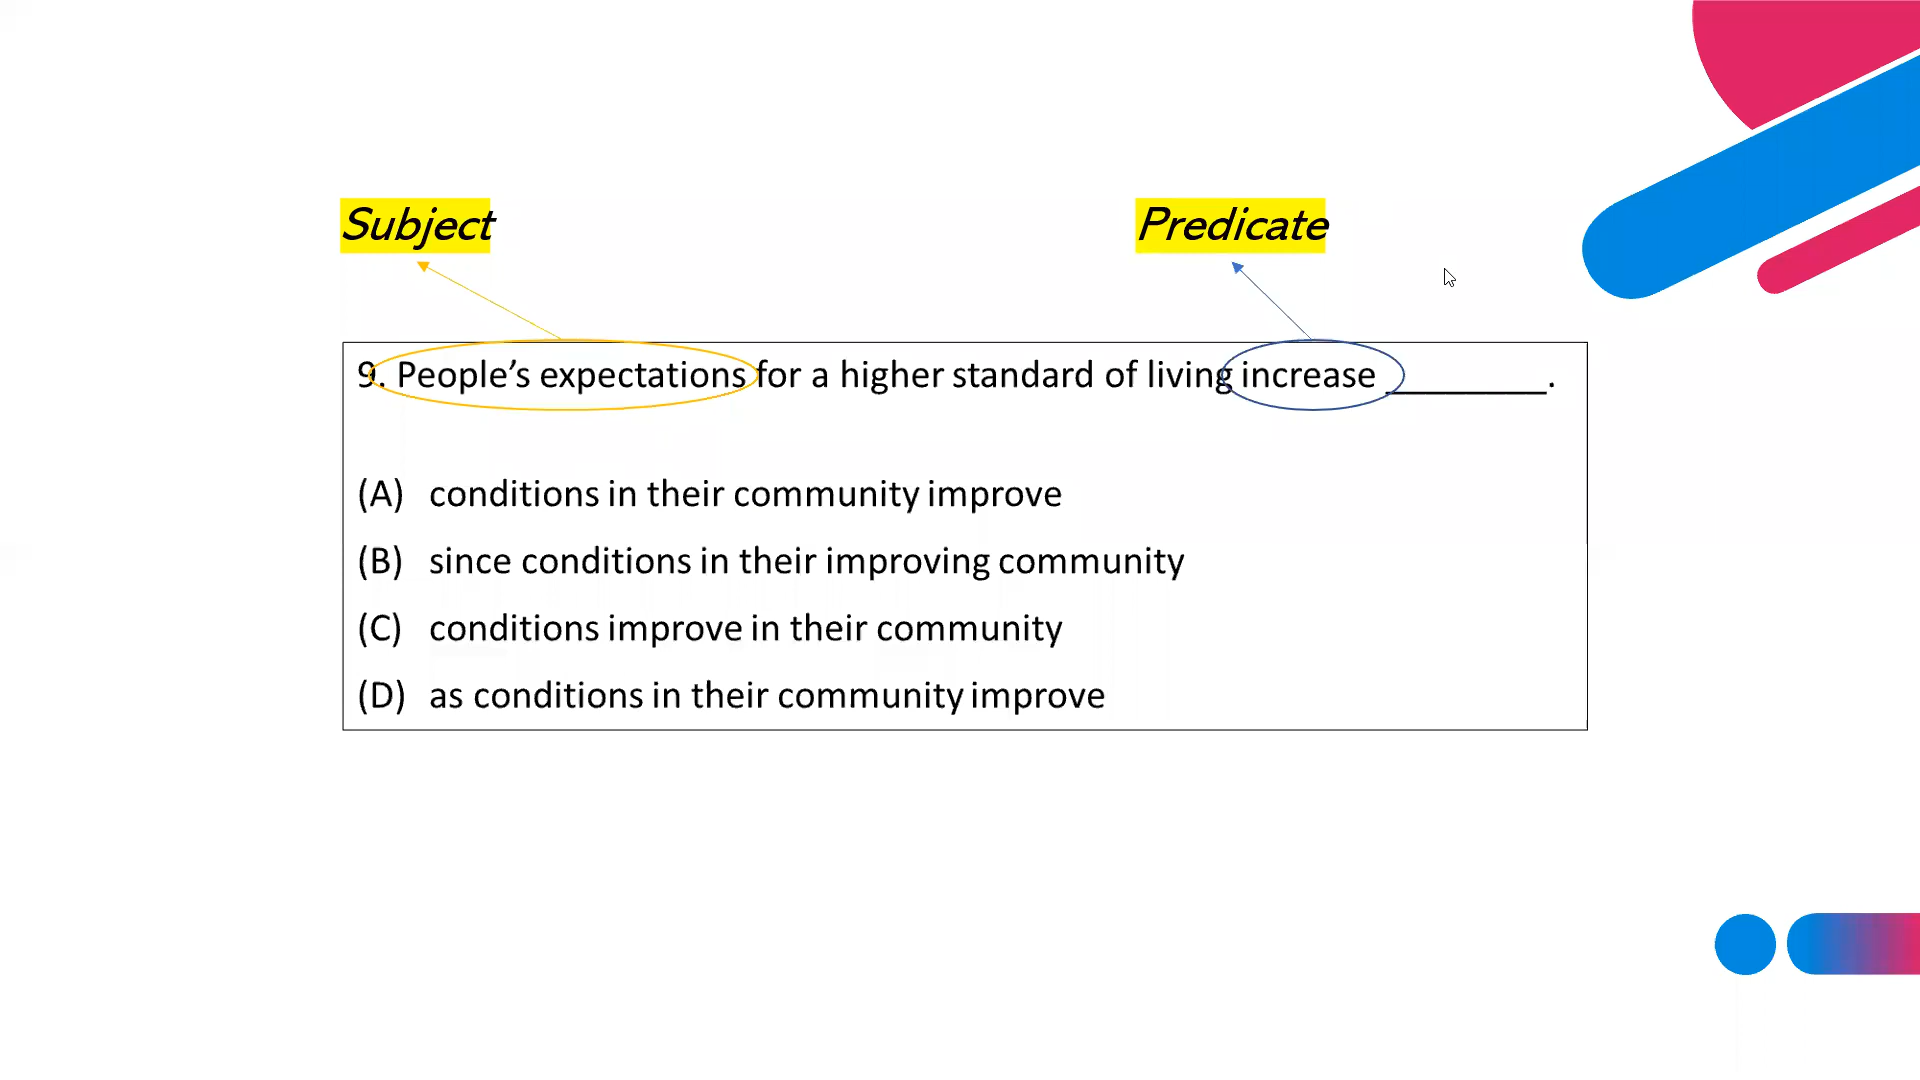 Subject
Predicate
9. People’s expectations for a higher standard of living increase ________.
(A) conditions in their community improve
(B) since conditions in their improving community
(C) conditions improve in their community
(D) as conditions in their community improve